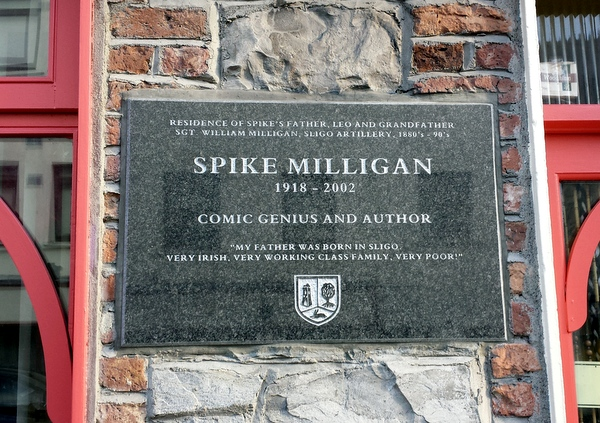 RESIDENCE OF SPIKE'S FATHER, LEO AND GRANDFATHER
SGT WILLIAM MILLIGAN, SLIGO ARTILLERY, 1880's - 90's
SPIKE MILLIGAN
1918 - 2002
COMIC GENIUS AND AUTHOR
"MY FATHER WAS BORN IN SLIGO,
VERY IRISH, VERY WORKING CLASS FAMILY, VERY POOR!"